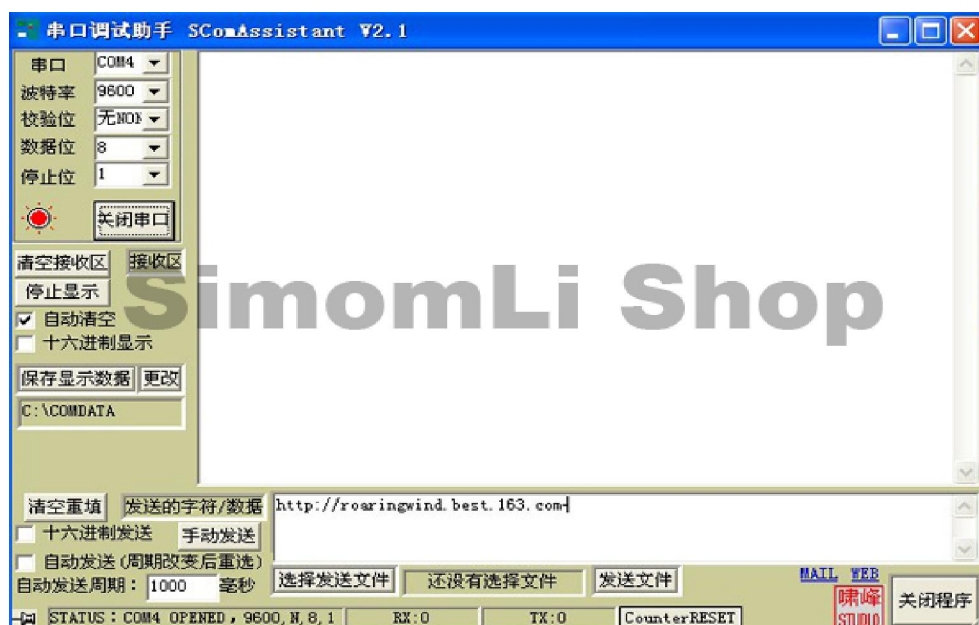 串口调试助手 SComAssistant V2.1
串口 COM4
波特率 9600
校验位 无NON
数据位 8
停止位 1
关闭串口
清空接收区 接收区
停止显示
自动清空
十六进制显示
保存显示数据 更改
C:\COMDATA
SimomLi Shop
清空重填 发送的字符/数据 http://roaringwind.best.163.com
十六进制发送 手动发送
自动发送(周期改变后重选)
自动发送周期: 1000 毫秒 选择发送文件 还没有选择文件 发送文件 MAIL WEB
啸峰
STUDIO
关闭程序
STATUS:COM4 OPENED,9600,N,8,1 RX:0 TX:0 CounterRESET